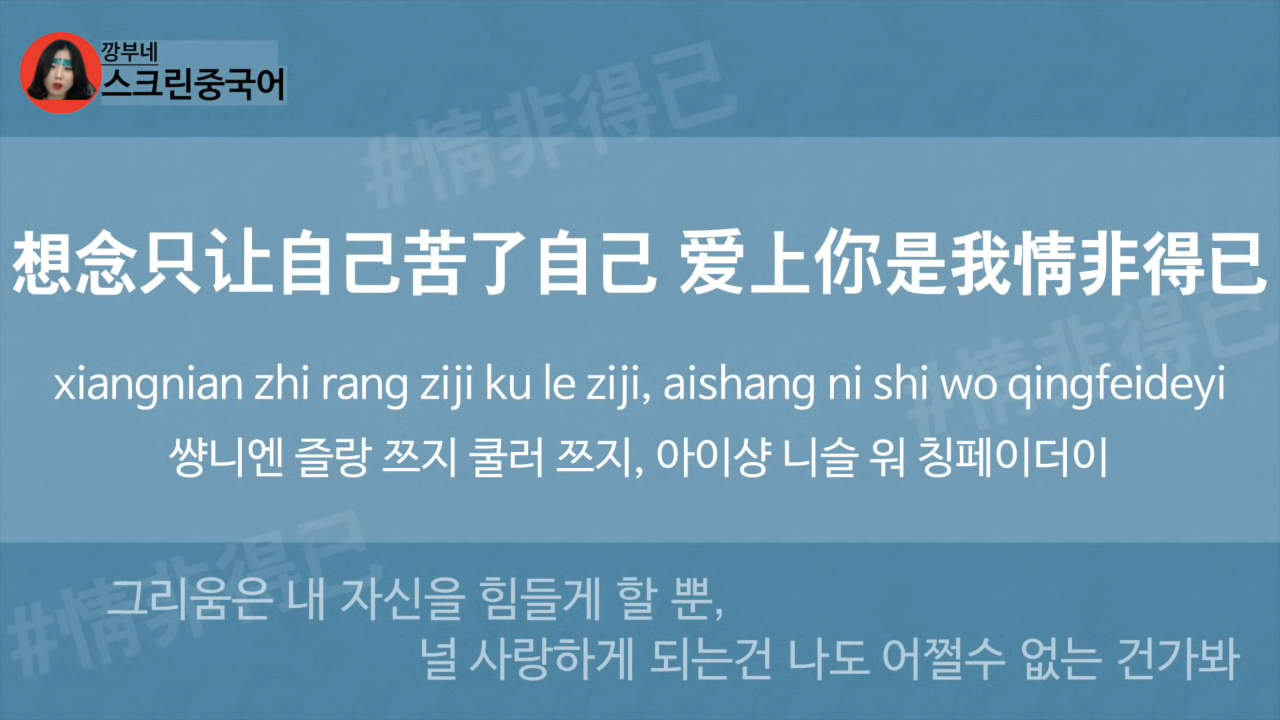 깡부네
스크린중국어
#情非得已
想念只让自己苦了自己 爱上你是我情非得已
#情非得已
xiangnian zhi rang ziji ku le ziji, aishang ni shi wo qingfeideyi
썅니엔 즐랑 쯔지 쿨러 쯔지, 아이샹 니슬 워 칭페이더이
#情非得已
그리움은 내 자신을 힘들게 할 뿐,
널 사랑하게 되는건 나도 어쩔수 없는 건가봐